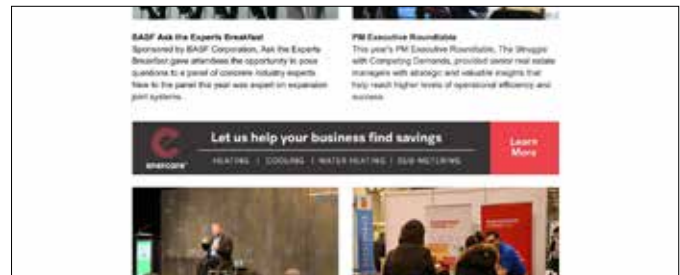 BASF Ask the Experts Breakfast
Sponsored by BASF Corporation, Ask the Experts
Breakfast gave attendees the opportunity to pose
questions to a panel of concrete industry experts
New to the panel this year was expert on expansion
joint systems.
PM Executive Roundtable
This year's PM Executive Roundtable, The Struggle
with Competing Demands, provided senior real estate
managers with strategic and valuable insights that
help reach higher levels of operational efficiency and
success.
enercare
Let us help your business find savings
HEATING | COOLING | WATER HEATING | SUB-METERING
Learn
More